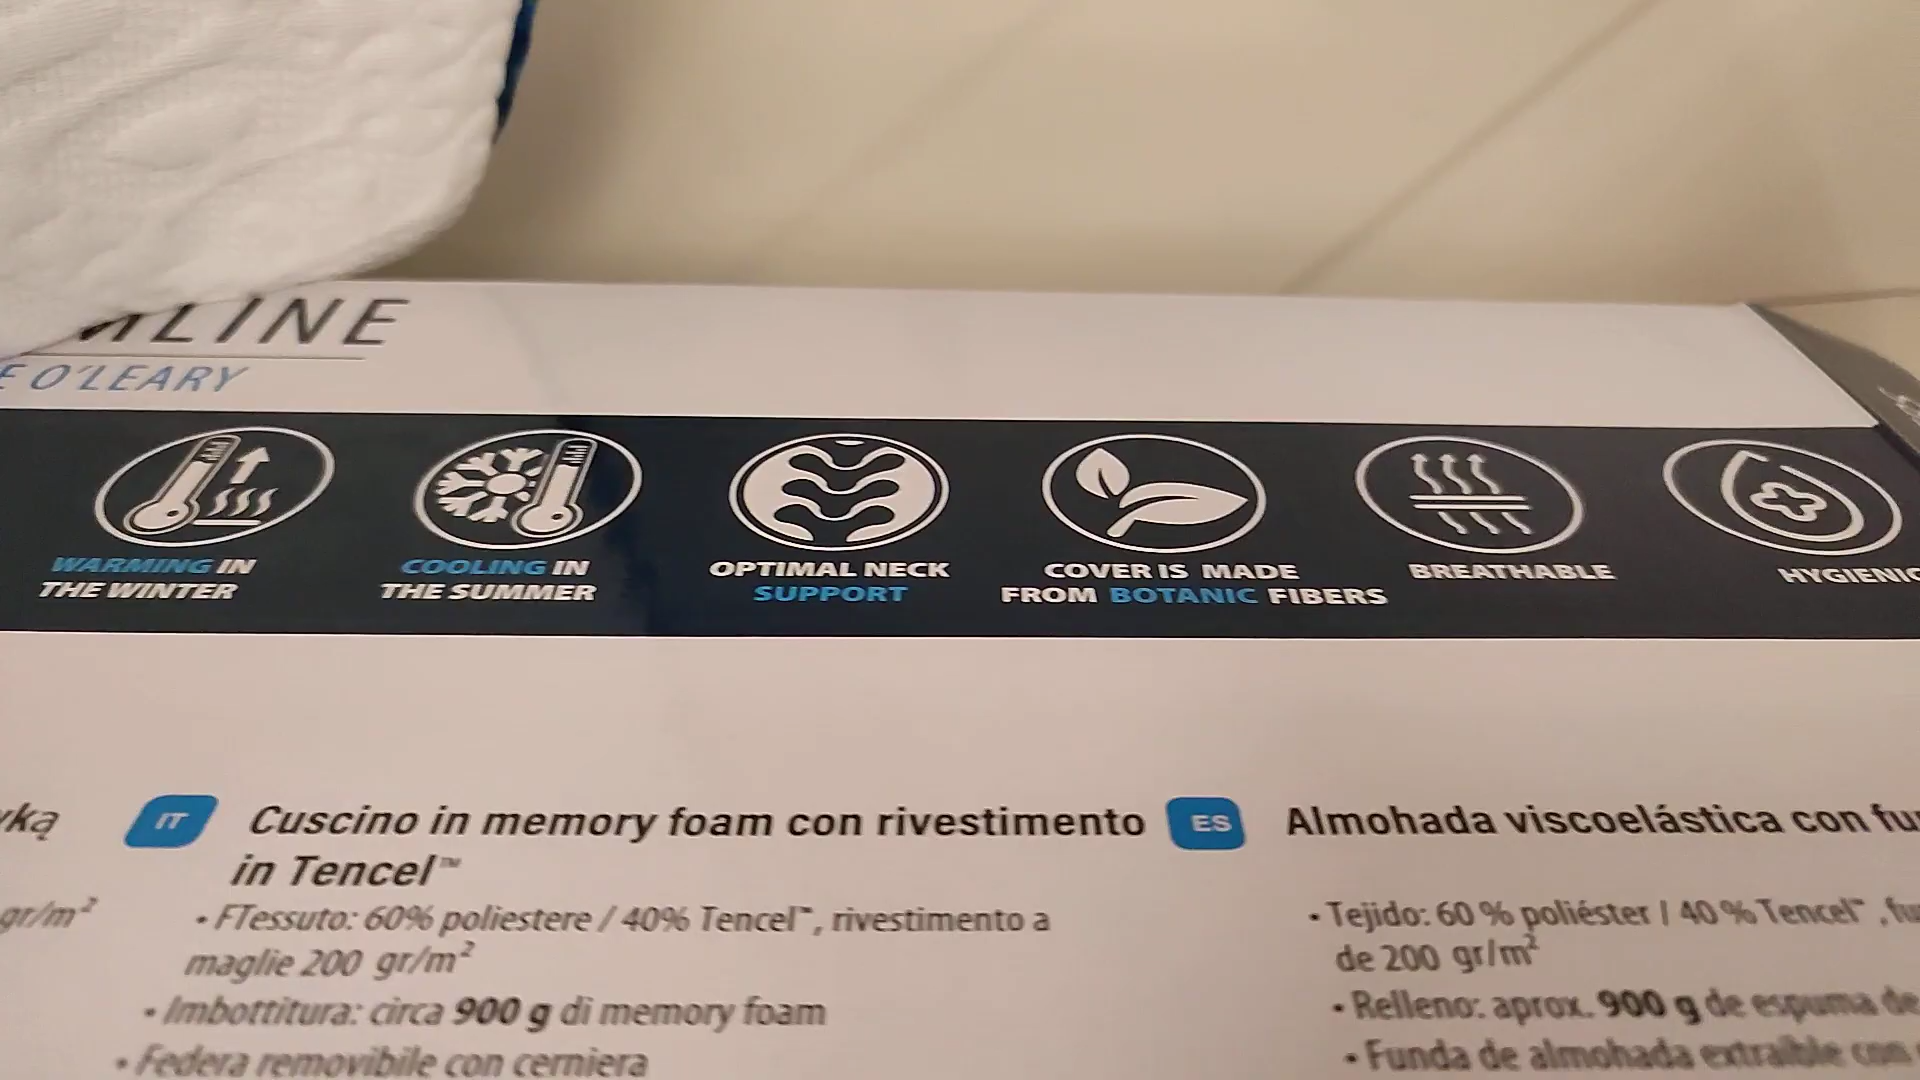 LINE
E O'LEARY
WARMING IN
THE WINTER
COOLING IN
THE SUMMER
OPTIMAL NECK
SUPPORT
COVER IS MADE
FROM BOTANIC FIBERS
BREATHABLE
HYGIENIC
IT
Cuscino in memory foam con rivestimento
in Tencel™
• FTessuto: 60% poliestere / 40% Tencel™, rivestimento a
maglie 200 gr/m²
• Imbottitura: circa 900 g di memory foam
• Federa removibile con cerniera
ES
Almohada viscoelástica con
• Tejido: 60 % poliéster / 40 % Tencel™,
de 200 gr/m²
• Relleno: aprox. 900 g de espuma de
• Funda de almohada extraíble con
gr/m²